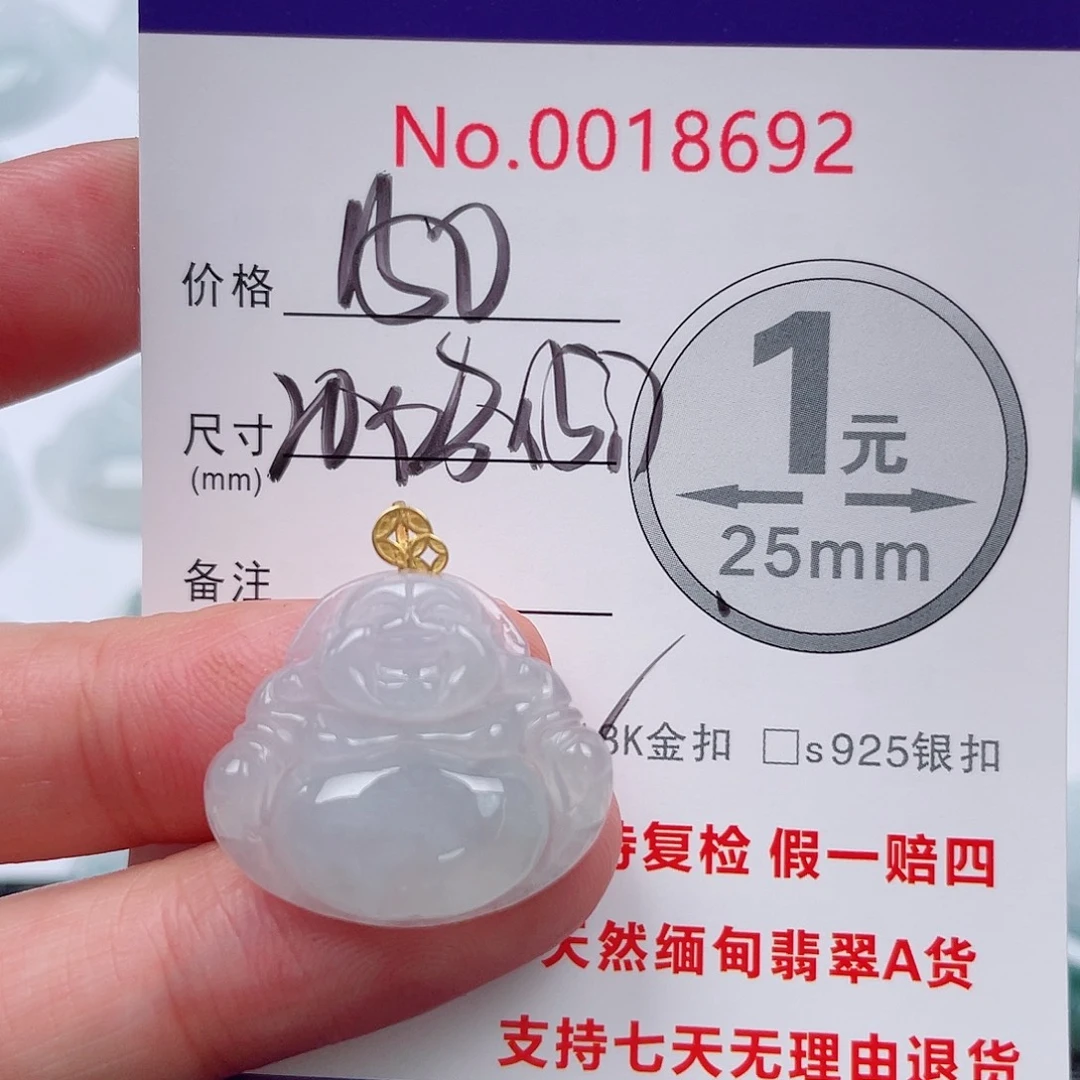 No.0018692
价格 150
尺寸
(mm)
备注
1元
25mm
8K金扣 □s925银扣
持复检 假一赔四
天然缅甸翡翠A货
支持七天无理由退货